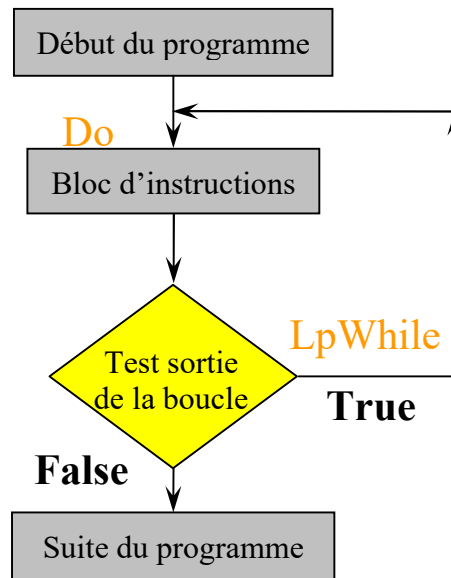 Début du programme
Do
Bloc d’instructions
LpWhile
Test sortie
de la boucle
True
False
Suite du programme